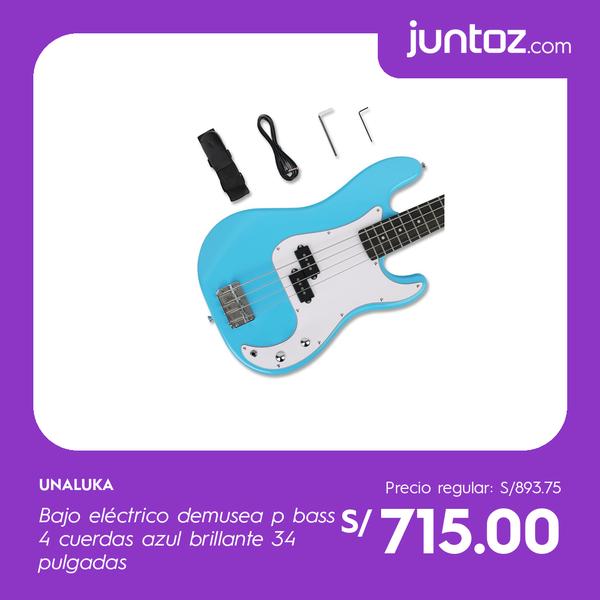 juntoz.com
UNALUKA
Bajo eléctrico demusea p bass
4 cuerdas azul brillante 34
pulgadas
Precio regular: S/893.75
S/715.00